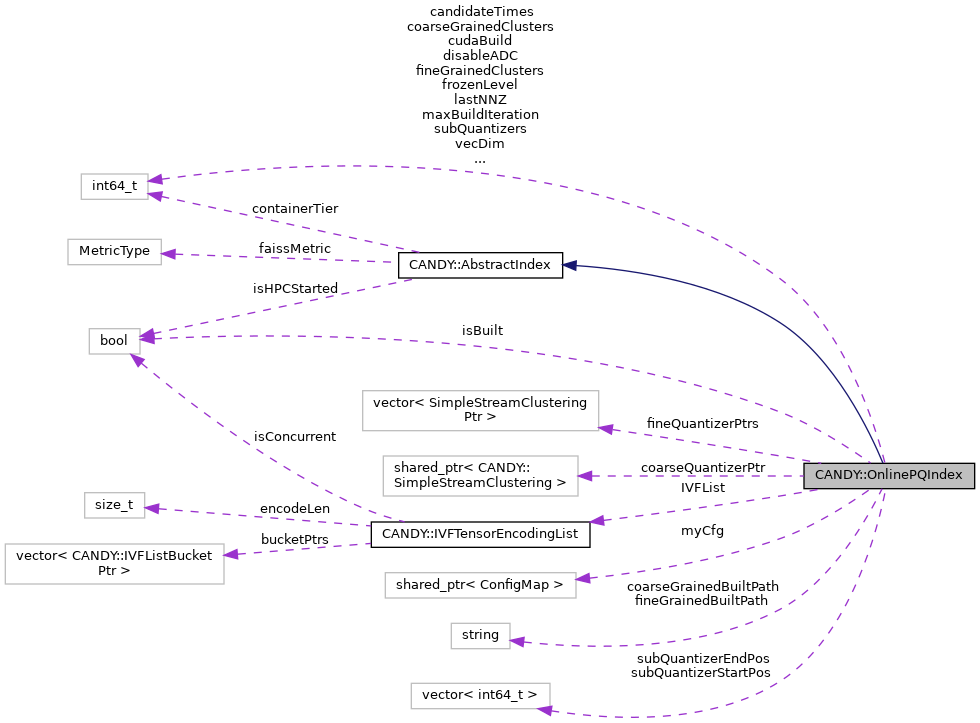 candidateTimes
coarseGrainedClusters
cudaBuild
disableADC
fineGrainedClusters
frozenLevel
lastNNZ
maxBuildIteration
subQuantizers
vecDim
...
int64_t
containerTier
MetricType
faissMetric
CANDY::AbstractIndex
isHPCStarted
bool
isBuilt
vector< SimpleStreamClustering
Ptr >
fineQuantizerPtrs
isConcurrent
shared_ptr< CANDY::
SimpleStreamClustering >
coarseQuantizerPtr
CANDY::OnlinePQIndex
IVFList
size_t
encodeLen
CANDY::IVFTensorEncodingList
bucketPtrs
vector< CANDY::IVFListBucket
Ptr >
myCfg
shared_ptr< ConfigMap >
coarseGrainedBuiltPath
fineGrainedBuiltPath
string
subQuantizerEndPos
subQuantizerStartPos
vector< int64_t >